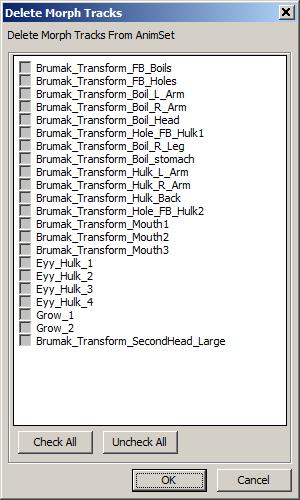 Delete Morph Tracks
Delete Morph Tracks From AnimSet
Brumak_Transform_FB_Boils
Brumak_Transform_FB_Holes
Brumak_Transform_Boil_L_Arm
Brumak_Transform_Boil_R_Arm
Brumak_Transform_Boil_Head
Brumak_Transform_Hole_FB_Hulk1
Brumak_Transform_Boil_R_Leg
Brumak_Transform_Boil_stomach
Brumak_Transform_Hulk_L_Arm
Brumak_Transform_Hulk_R_Arm
Brumak_Transform_Hulk_Back
Brumak_Transform_Hole_FB_Hulk2
Brumak_Transform_Mouth1
Brumak_Transform_Mouth2
Brumak_Transform_Mouth3
Eyy_Hulk_1
Eyy_Hulk_2
Eyy_Hulk_3
Eyy_Hulk_4
Grow_1
Grow_2
Brumak_Transform_SecondHead_Large
Check All
Uncheck All
OK
Cancel